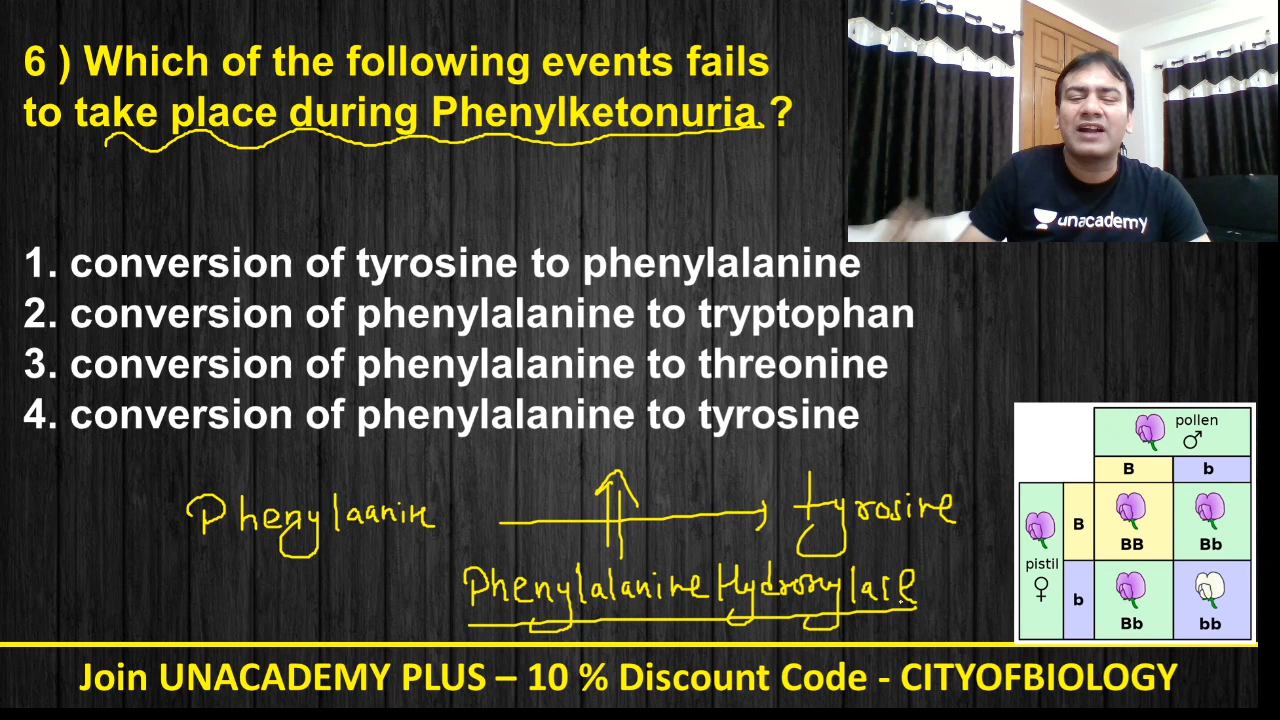 6 ) Which of the following events fails
to take place during Phenylketonuria ?
unacademy
1. conversion of tyrosine to phenylalanine
2. conversion of phenylalanine to tryptophan
3. conversion of phenylalanine to threonine
4. conversion of phenylalanine to tyrosine
Phenylaanine
tyrosine
Phenylalanine Hydroxylase
pollen
♂
B b
pistil
♀
B BB Bb
b Bb bb
Join UNACADEMY PLUS – 10 % Discount Code - CITYOFBIOLOGY